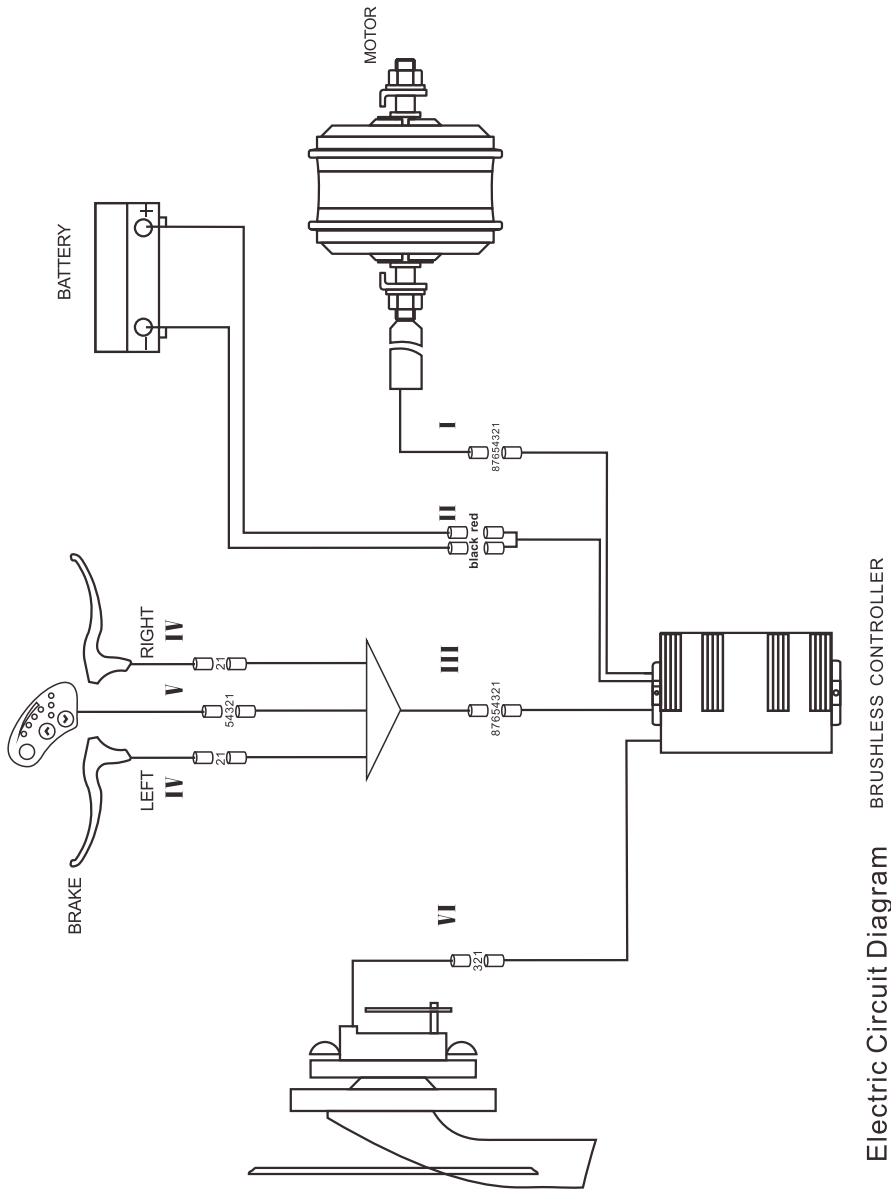 MOTOR
BATTERY
+
−
I
87654321
II
black red
RIGHT
IV
21
V
54321
LEFT
IV
21
BRAKE
III
87654321
VI
321
BRUSHLESS CONTROLLER
Electric Circuit Diagram